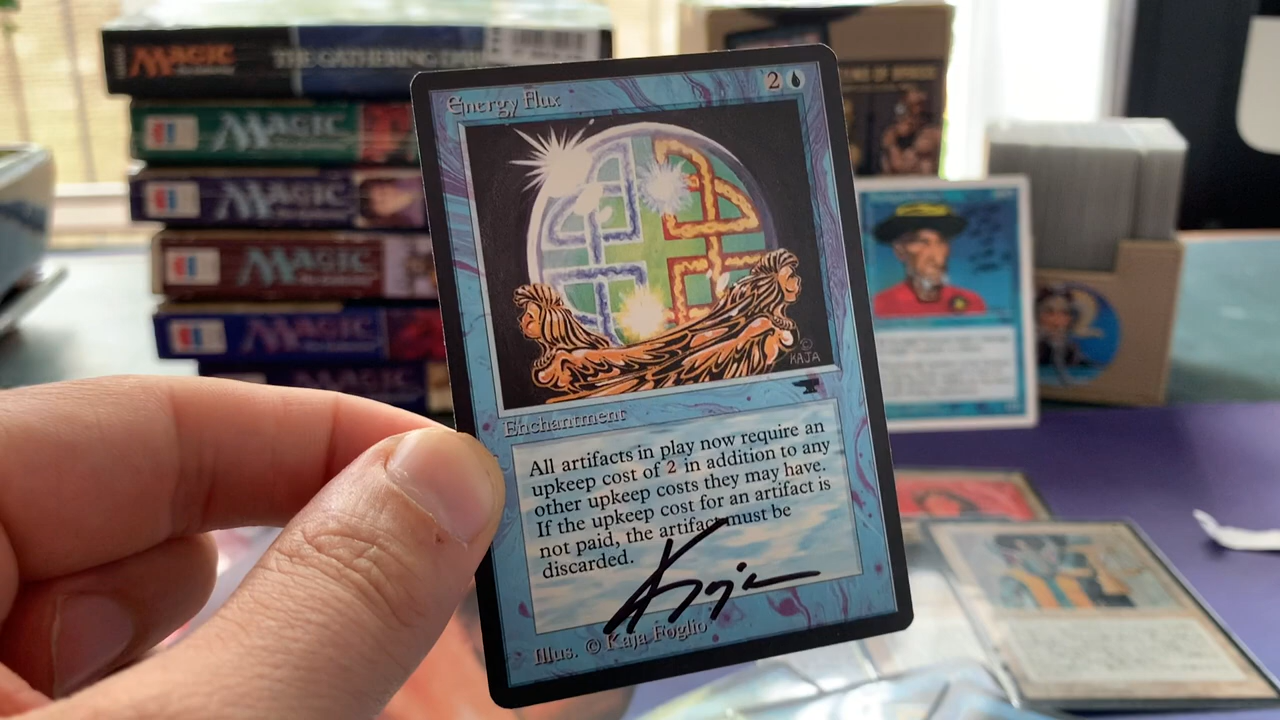 MAGIC
THE GATHERING
MAGIC
MAGIC
MAGIC
MAGIC
MAGIC
Energy Flux
2
© KAJA
Enchantment
All artifacts in play now require an
upkeep cost of 2 in addition to any
other upkeep costs they may have.
If the upkeep cost for an artifact is
not paid, the artifact must be
discarded.
Kaja
Illus. © Kaja Foglio
2